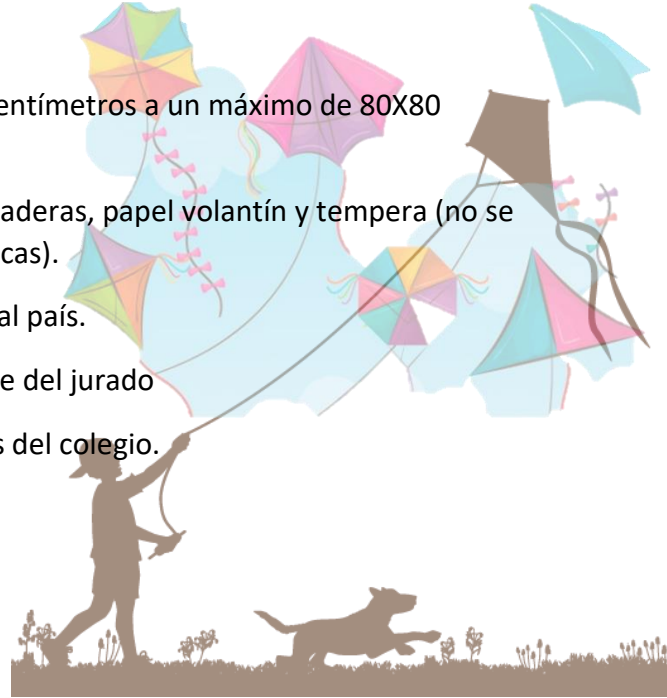 entímetros a un máximo de 80X80
aderas, papel volantín y tempera (no se
cas).
al país.
e del jurado
s del colegio.